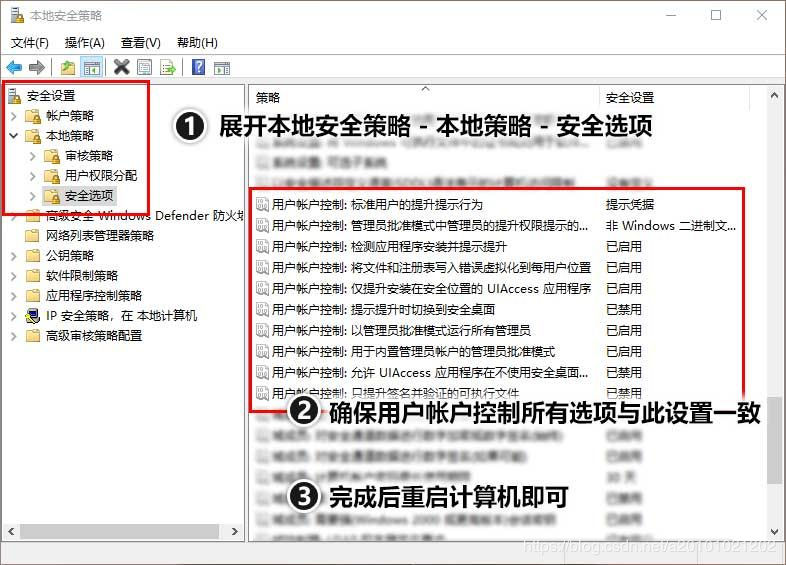 本地安全策略
文件(F) 操作(A) 查看(V) 帮助(H)
安全设置
帐户策略
本地策略
审核策略
用户权限分配
安全选项
高级安全 Windows Defender 防火墙
网络列表管理器策略
公钥策略
软件限制策略
应用程序控制策略
IP 安全策略，在 本地计算机
高级审核策略配置
策略 安全设置
1 展开本地安全策略 - 本地策略 - 安全选项
用户帐户控制: 标准用户的提升提示行为 提示凭据
用户帐户控制: 管理员批准模式中管理员的提升权限提示的... 非 Windows 二进制文...
用户帐户控制: 检测应用程序安装并提示提升 已启用
用户帐户控制: 将文件和注册表写入错误虚拟化到每用户位置 已启用
用户帐户控制: 仅提升安装在安全位置的 UIAccess 应用程序 已启用
用户帐户控制: 提示提升时切换到安全桌面 已禁用
用户帐户控制: 以管理员批准模式运行所有管理员 已启用
用户帐户控制: 用于内置管理员帐户的管理员批准模式 已启用
用户帐户控制: 允许 UIAccess 应用程序在不使用安全桌面... 已禁用
用户帐户控制: 只提升签名并验证的可执行文件 已禁用
2 确保用户帐户控制所有选项与此设置一致
3 完成后重启计算机即可
https://blog.csdn.net/a20101021202